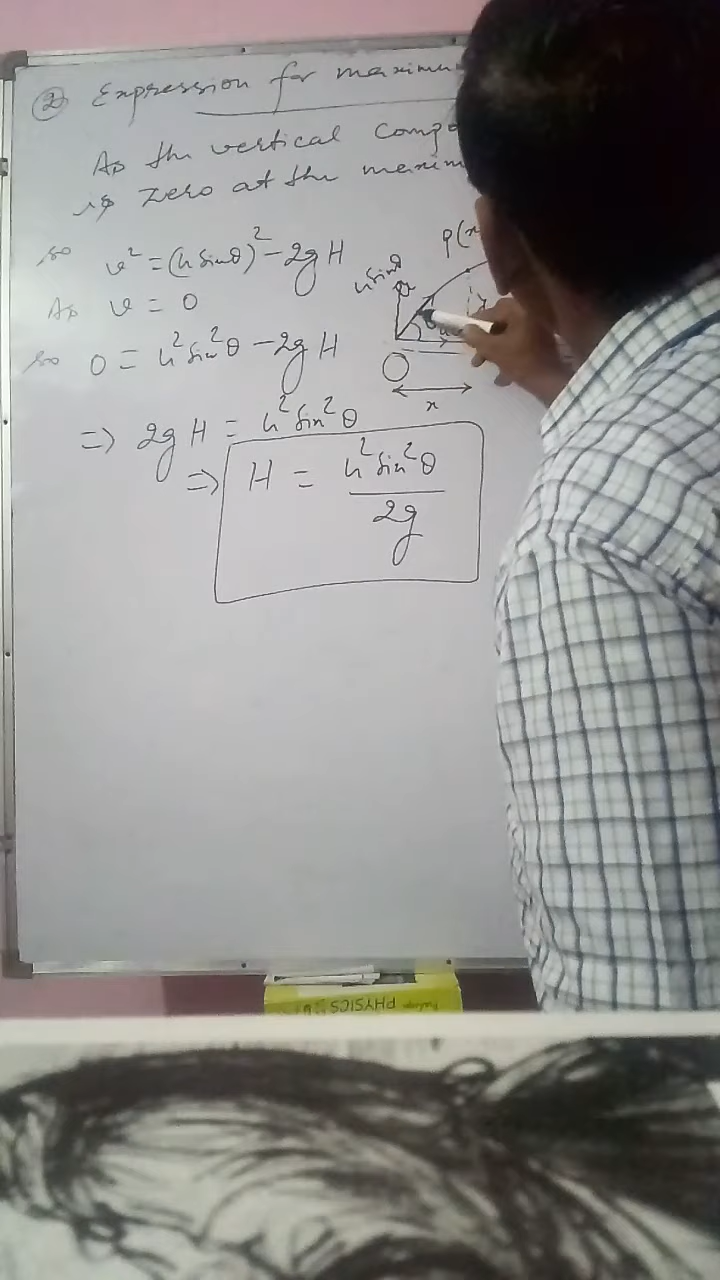 ② Expression for maximum
As the vertical compo
is zero at the maxim
so v² = (u sinθ)² - 2gH
As v = 0
so 0 = u² sin²θ - 2gH
⇒ 2gH = u² sin²θ
⇒ H = u² sin²θ / 2g
P(x
u sinθ
u
θ
y
O
x
PHYSICS